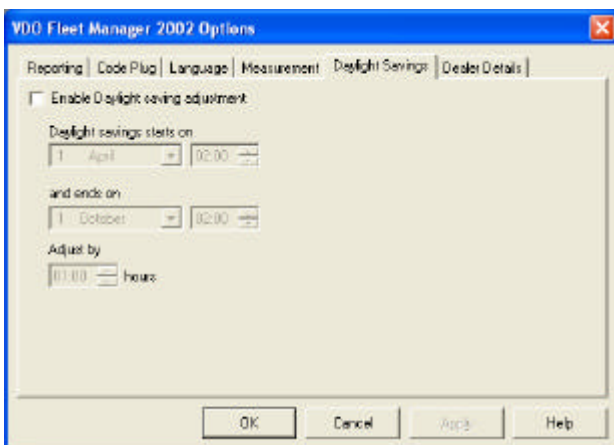 VDO Fleet Manager 2002 Options
Reporting Code Plug Language Measurement Daylight Savings Dealer Details
Enable Daylight saving adjustment
Daylight savings starts on
1 April 02:00
and ends on
1 October 02:00
Adjust by
01:00 hours
OK Cancel Apply Help